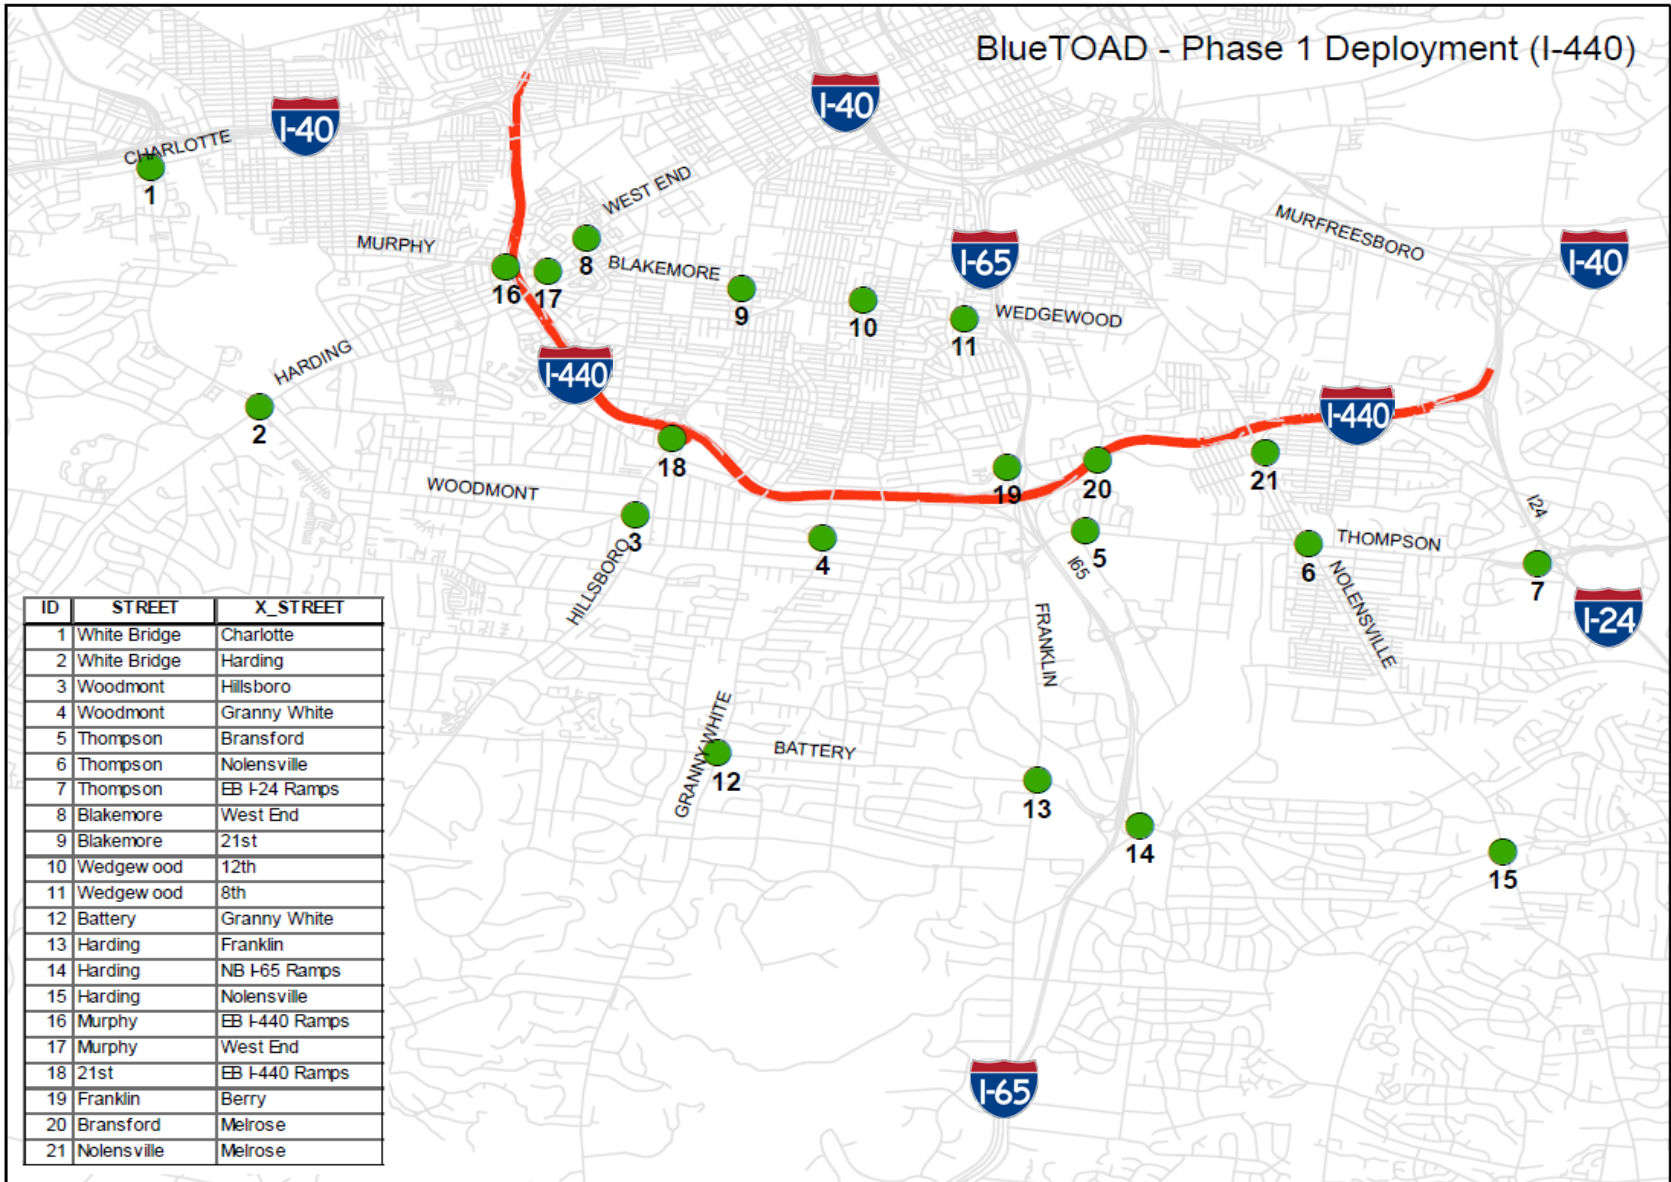 BlueTOAD - Phase 1 Deployment (I-440)
I-40
I-40
CHARLOTTE
1
WEST END
MURPHY
MURFREESBORO
8
BLAKEMORE
I-65
I-40
16
17
9
10
WEDGEWOOD
11
HARDING
I-440
I-440
2
18
19
20
21
WOODMONT
I24
3
4
5
THOMPSON
6
7
HILLSBORO
I65
NOLENSVILLE
I-24
FRANKLIN
GRANNY WHITE
BATTERY
12
13
14
15
I-65
ID STREET X_STREET
1 White Bridge Charlotte
2 White Bridge Harding
3 Woodmont Hillsboro
4 Woodmont Granny White
5 Thompson Bransford
6 Thompson Nolensville
7 Thompson EB I-24 Ramps
8 Blakemore West End
9 Blakemore 21st
10 Wedgewood 12th
11 Wedgewood 8th
12 Battery Granny White
13 Harding Franklin
14 Harding NB I-65 Ramps
15 Harding Nolensville
16 Murphy EB I-440 Ramps
17 Murphy West End
18 21st EB I-440 Ramps
19 Franklin Berry
20 Bransford Melrose
21 Nolensville Melrose